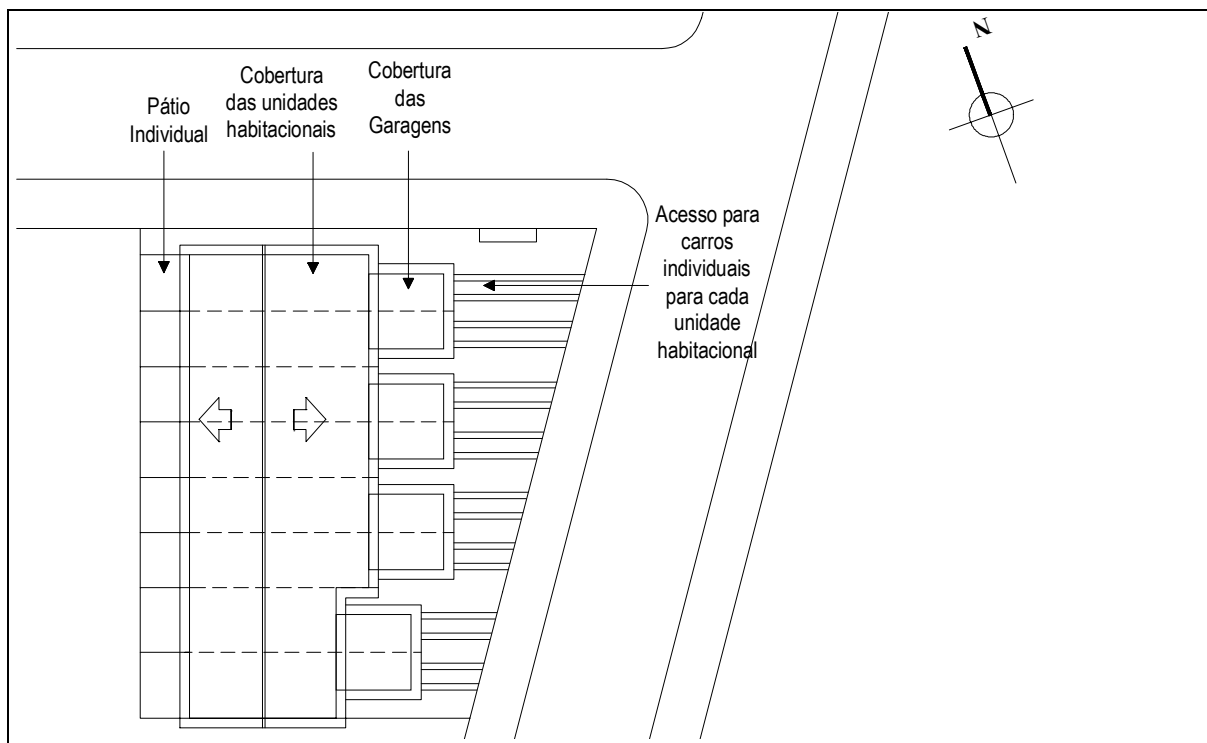 Pátio
Individual
Cobertura
das unidades
habitacionais
Cobertura
das
Garagens
N
Acesso para
carros
individuais
para cada
unidade
habitacional